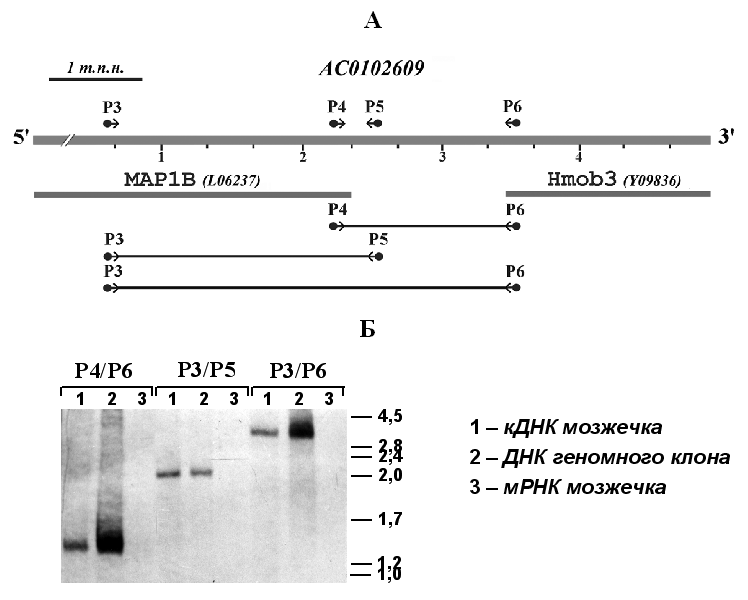 А
1 т.п.н.
AC0102609
P3 P4 P5 P6
5' 3'
1 2 3 4
MAP1B (L06237) Hmob3 (Y09836)
P4 P6
P3 P5
P3 P6
Б
P4/P6 P3/P5 P3/P6
1 2 3 1 2 3 1 2 3
4,5
2,8
2,4
2,0
1,7
1,2
1,0
1 – кДНК мозжечка
2 – ДНК геномного клона
3 – мРНК мозжечка